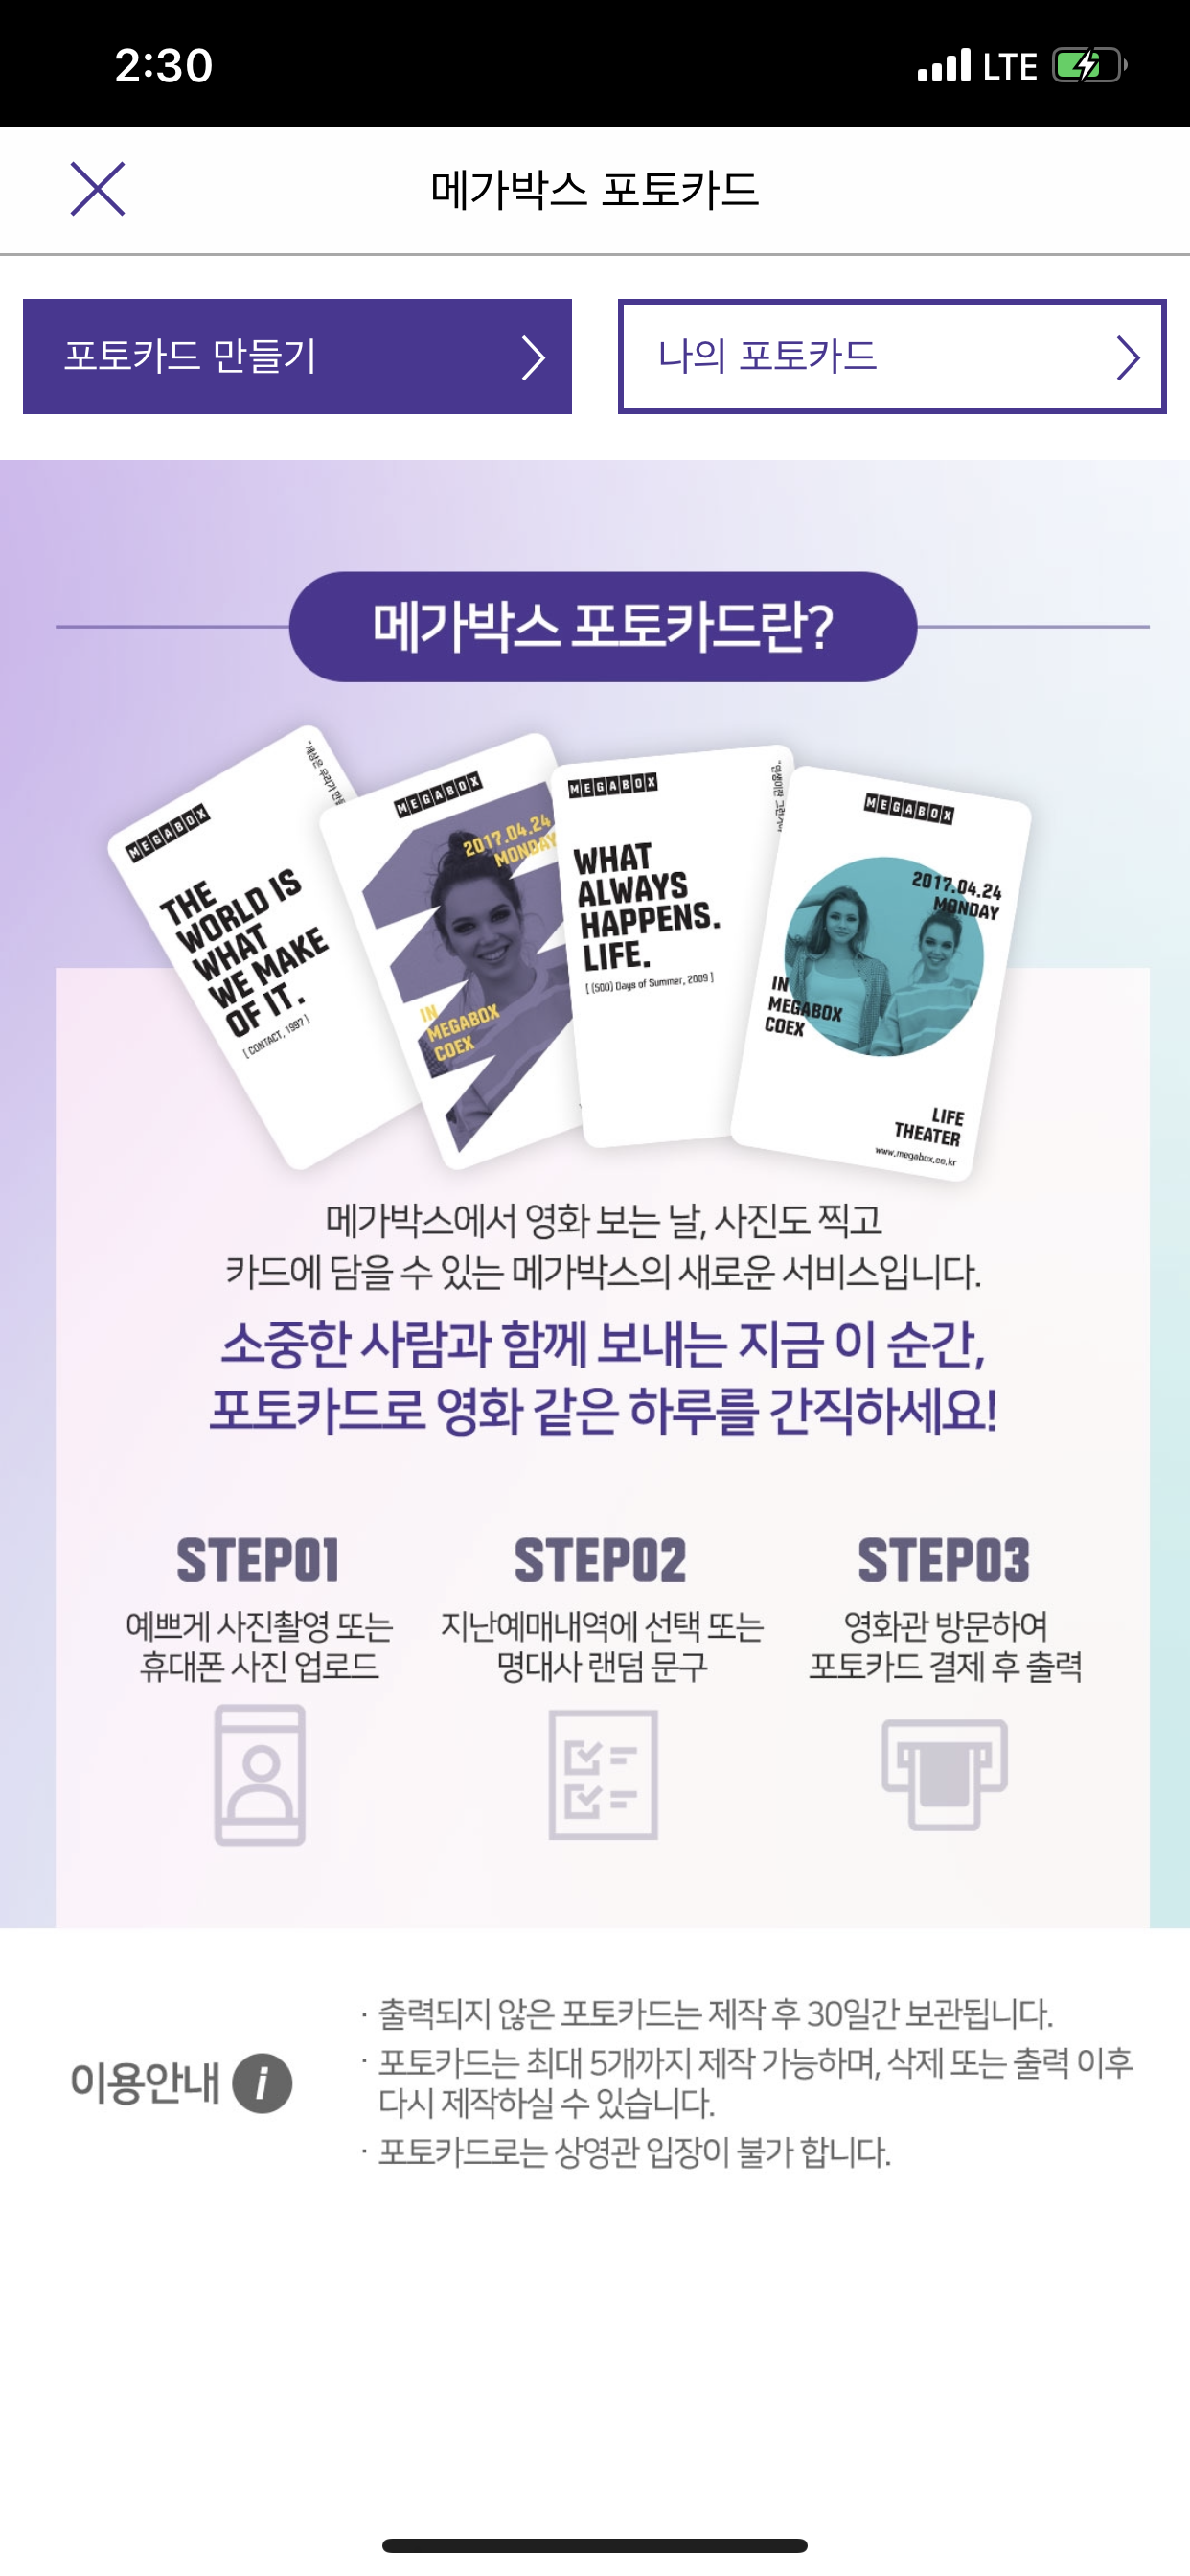 2:30
LTE
메가박스 포토카드
포토카드 만들기
나의 포토카드
메가박스 포토카드란?
MEGABOX
THE
WORLD IS
WHAT
WE MAKE
OF IT.
[ CONTACT, 1997 ]
MEGABOX
2017.04.24
MONDAY
IN
MEGABOX
COEX
MEGABOX
WHAT
ALWAYS
HAPPENS.
LIFE.
[ (500) Days of Summer, 2009 ]
MEGABOX
2017.04.24
MONDAY
IN
MEGABOX
COEX
LIFE
THEATER
www.megabox.co.kr
메가박스에서 영화 보는 날, 사진도 찍고
카드에 담을 수 있는 메가박스의 새로운 서비스입니다.
소중한 사람과 함께 보내는 지금 이 순간,
포토카드로 영화 같은 하루를 간직하세요!
STEP01
예쁘게 사진촬영 또는
휴대폰 사진 업로드
STEP02
지난예매내역에 선택 또는
명대사 랜덤 문구
STEP03
영화관 방문하여
포토카드 결제 후 출력
이용안내 i
· 출력되지 않은 포토카드는 제작 후 30일간 보관됩니다.
· 포토카드는 최대 5개까지 제작 가능하며, 삭제 또는 출력 이후
다시 제작하실 수 있습니다.
· 포토카드로는 상영관 입장이 불가 합니다.